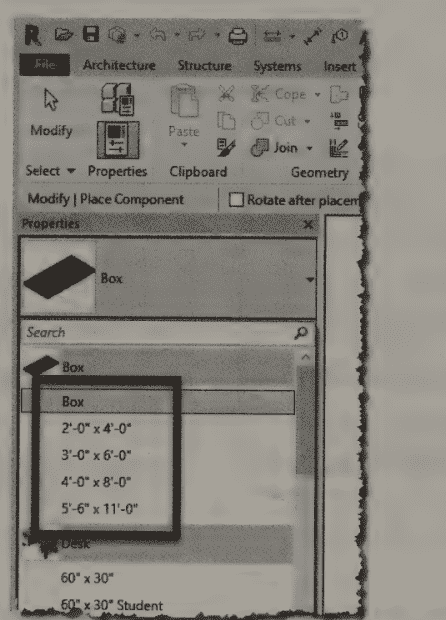 File Architecture Structure Systems Insert
Modify
Paste
Cope
Cut
Join
Select Properties Clipboard Geometry
Modify | Place Component Rotate after placem
Properties
Box
Search
Box
Box
2'-0" x 4'-0"
3'-0" x 6'-0"
4'-0" x 8'-0"
5'-6" x 11'-0"
Desk
60" x 30"
60" x 30" Student